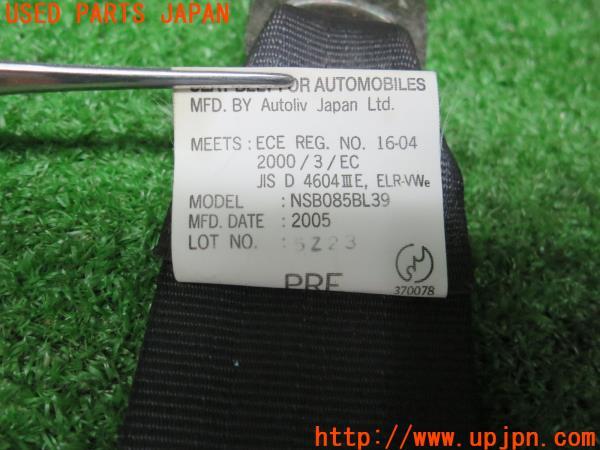 USED PARTS JAPAN
FOR AUTOMOBILES
MFD. BY Autoliv Japan Ltd.
MEETS : ECE REG. NO. 16-04
2000/3/EC
JIS D 4604ⅢE, ELR-VWe
MODEL : NSB085BL39
MFD. DATE : 2005
LOT NO. : 5Z23
PRE
370078
http://www.upjpn.com/